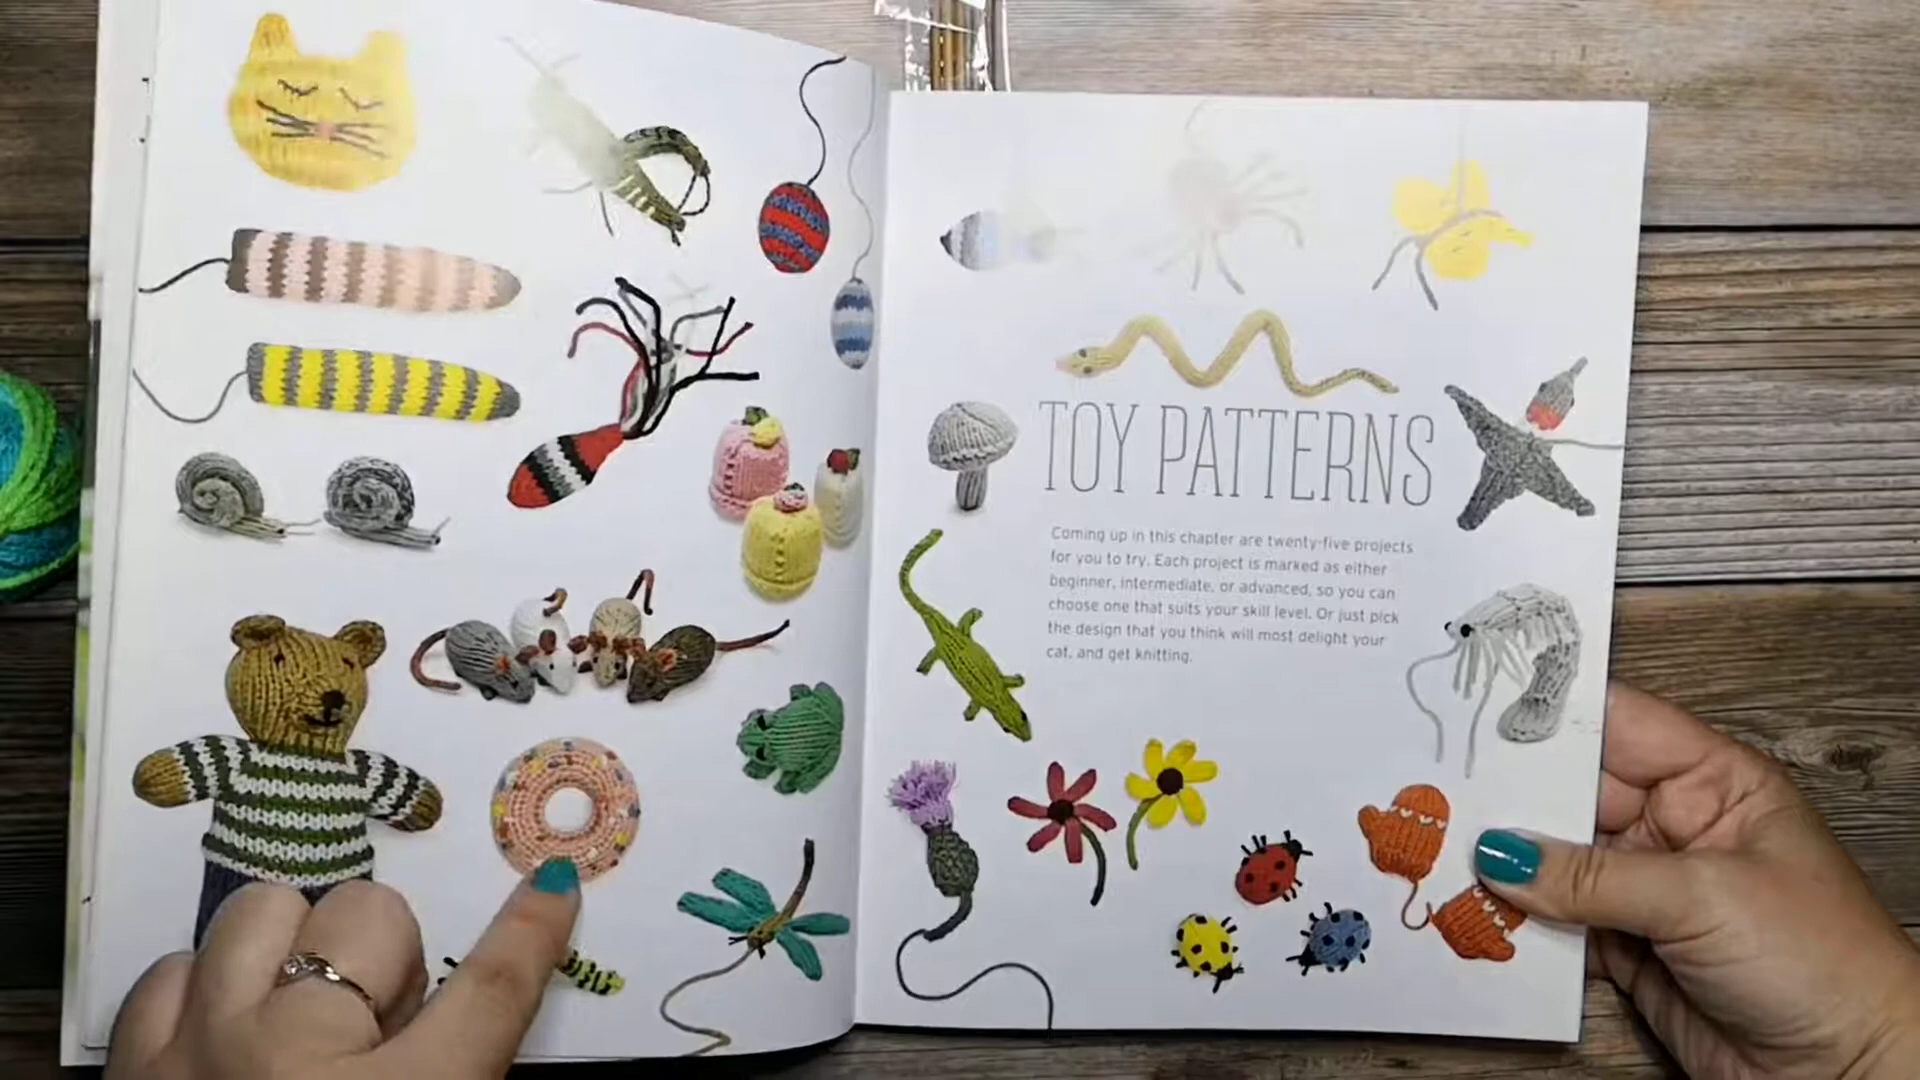 TOY PATTERNS
Coming up in this chapter are twenty-five projects
for you to try. Each project is marked as either
beginner, intermediate, or advanced, so you can
choose one that suits your skill level. Or just pick
the design that you think will most delight your
cat, and get knitting.